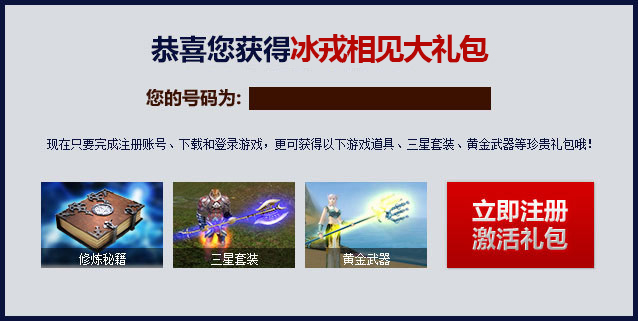 恭喜您获得冰戎相见大礼包
您的号码为:
现在只要完成注册账号、下载和登录游戏，更可获得以下游戏道具、三星套装、黄金武器等珍贵礼包哦!
修炼秘籍
三星套装
黄金武器
立即注册
激活礼包